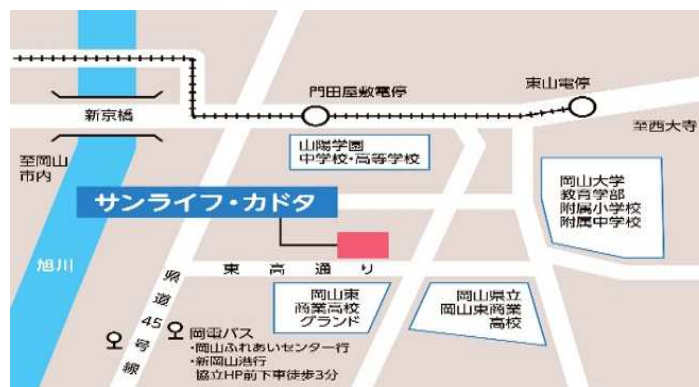 門田屋敷電停
東山電停
新京橋
至西大寺
山陽学園
中学校・高等学校
至岡山
市内
サンライフ・カドタ
岡山大学
教育学部
附属小学校
附属中学校
旭川
東高通り
県道45号線
岡山東
商業高校
グランド
岡山県立
岡山東商業
高校
岡電バス
・岡山ふれあいセンター行
・新岡山港行
協立HP前下車徒歩3分